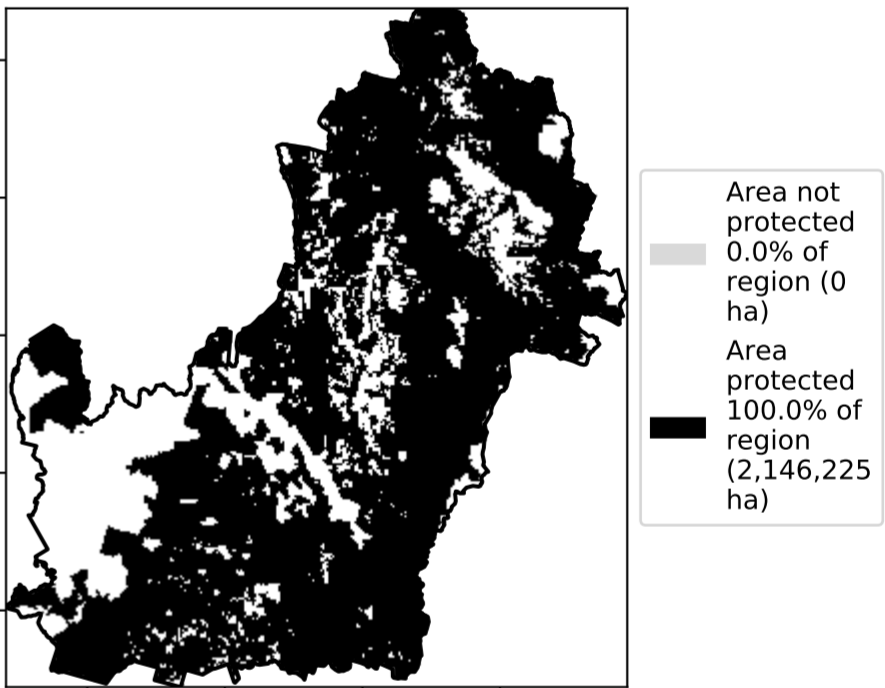 Area not
protected
0.0% of
region (0
ha)
Area
protected
100.0% of
region
(2,146,225
ha)